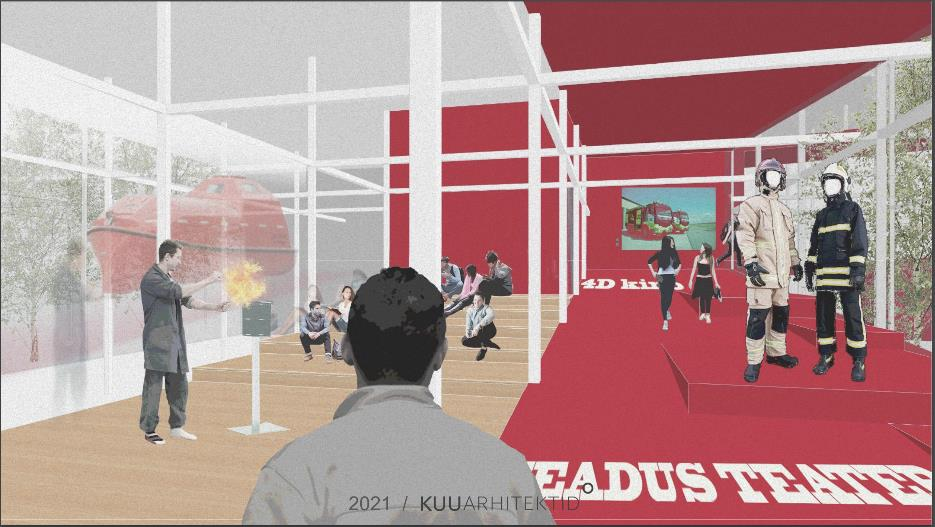 4D kino
EADUS TEATER
2021 / KUUARHITEKTID°